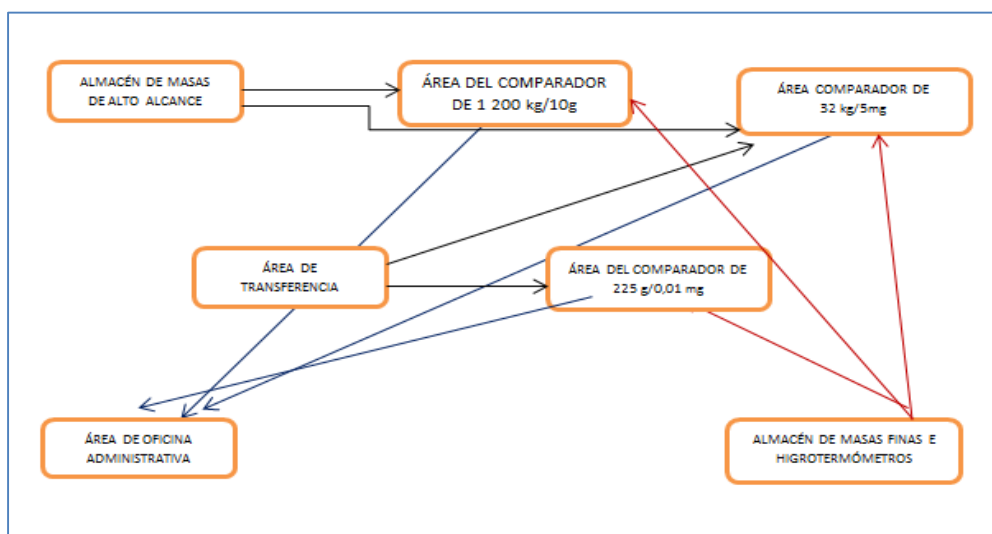 ALMACÉN DE MASAS
DE ALTO ALCANCE
ÁREA DEL COMPARADOR
DE 1 200 kg/10g
ÁREA COMPARADOR DE
32 kg/5mg
ÁREA DE
TRANSFERENCIA
ÁREA DEL COMPARADOR DE
225 g/0,01 mg
ÁREA DE OFICINA
ADMINISTRATIVA
ALMACÉN DE MASAS FINAS E
HIGROTERMÓMETROS